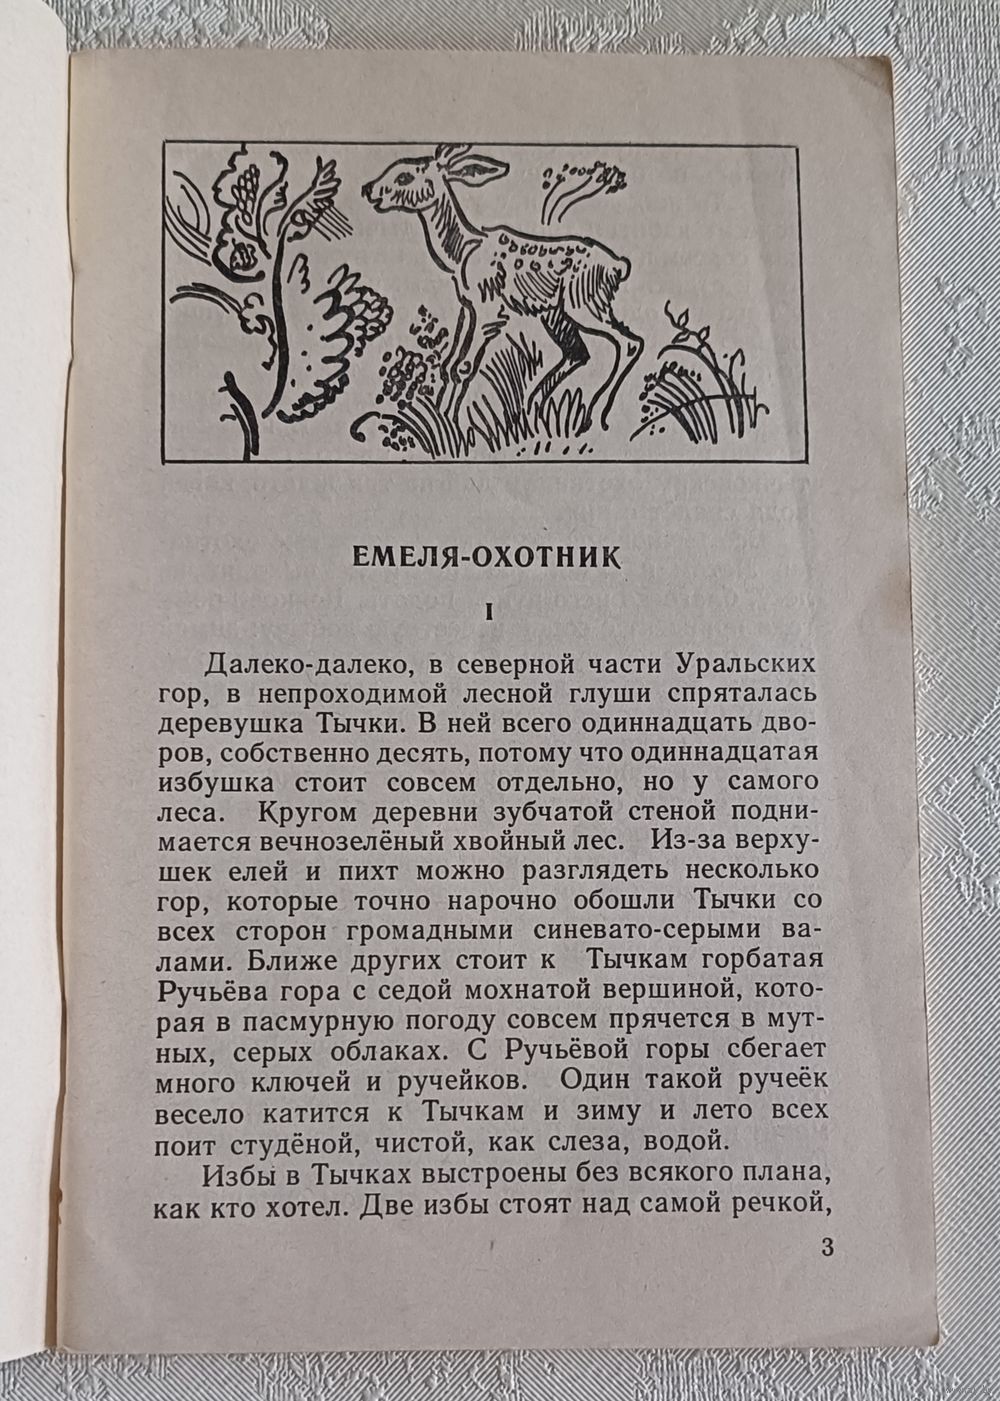 ЕМЕЛЯ-ОХОТНИК
I
Далеко-далеко, в северной части Уральских
гор, в непроходимой лесной глуши спряталась
деревушка Тычки. В ней всего одиннадцать дво-
ров, собственно десять, потому что одиннадцатая
избушка стоит совсем отдельно, но у самого
леса. Кругом деревни зубчатой стеной подни-
мается вечнозелёный хвойный лес. Из-за верху-
шек елей и пихт можно разглядеть несколько
гор, которые точно нарочно обошли Тычки со
всех сторон громадными синевато-серыми ва-
лами. Ближе других стоит к Тычкам горбатая
Ручьёва гора с седой мохнатой вершиной, кото-
рая в пасмурную погоду совсем прячется в мут-
ных, серых облаках. С Ручьёвой горы сбегает
много ключей и ручейков. Один такой ручеёк
весело катится к Тычкам и зиму и лето всех
поит студёной, чистой, как слеза, водой.
Избы в Тычках выстроены без всякого плана,
как кто хотел. Две избы стоят над самой речкой,
3